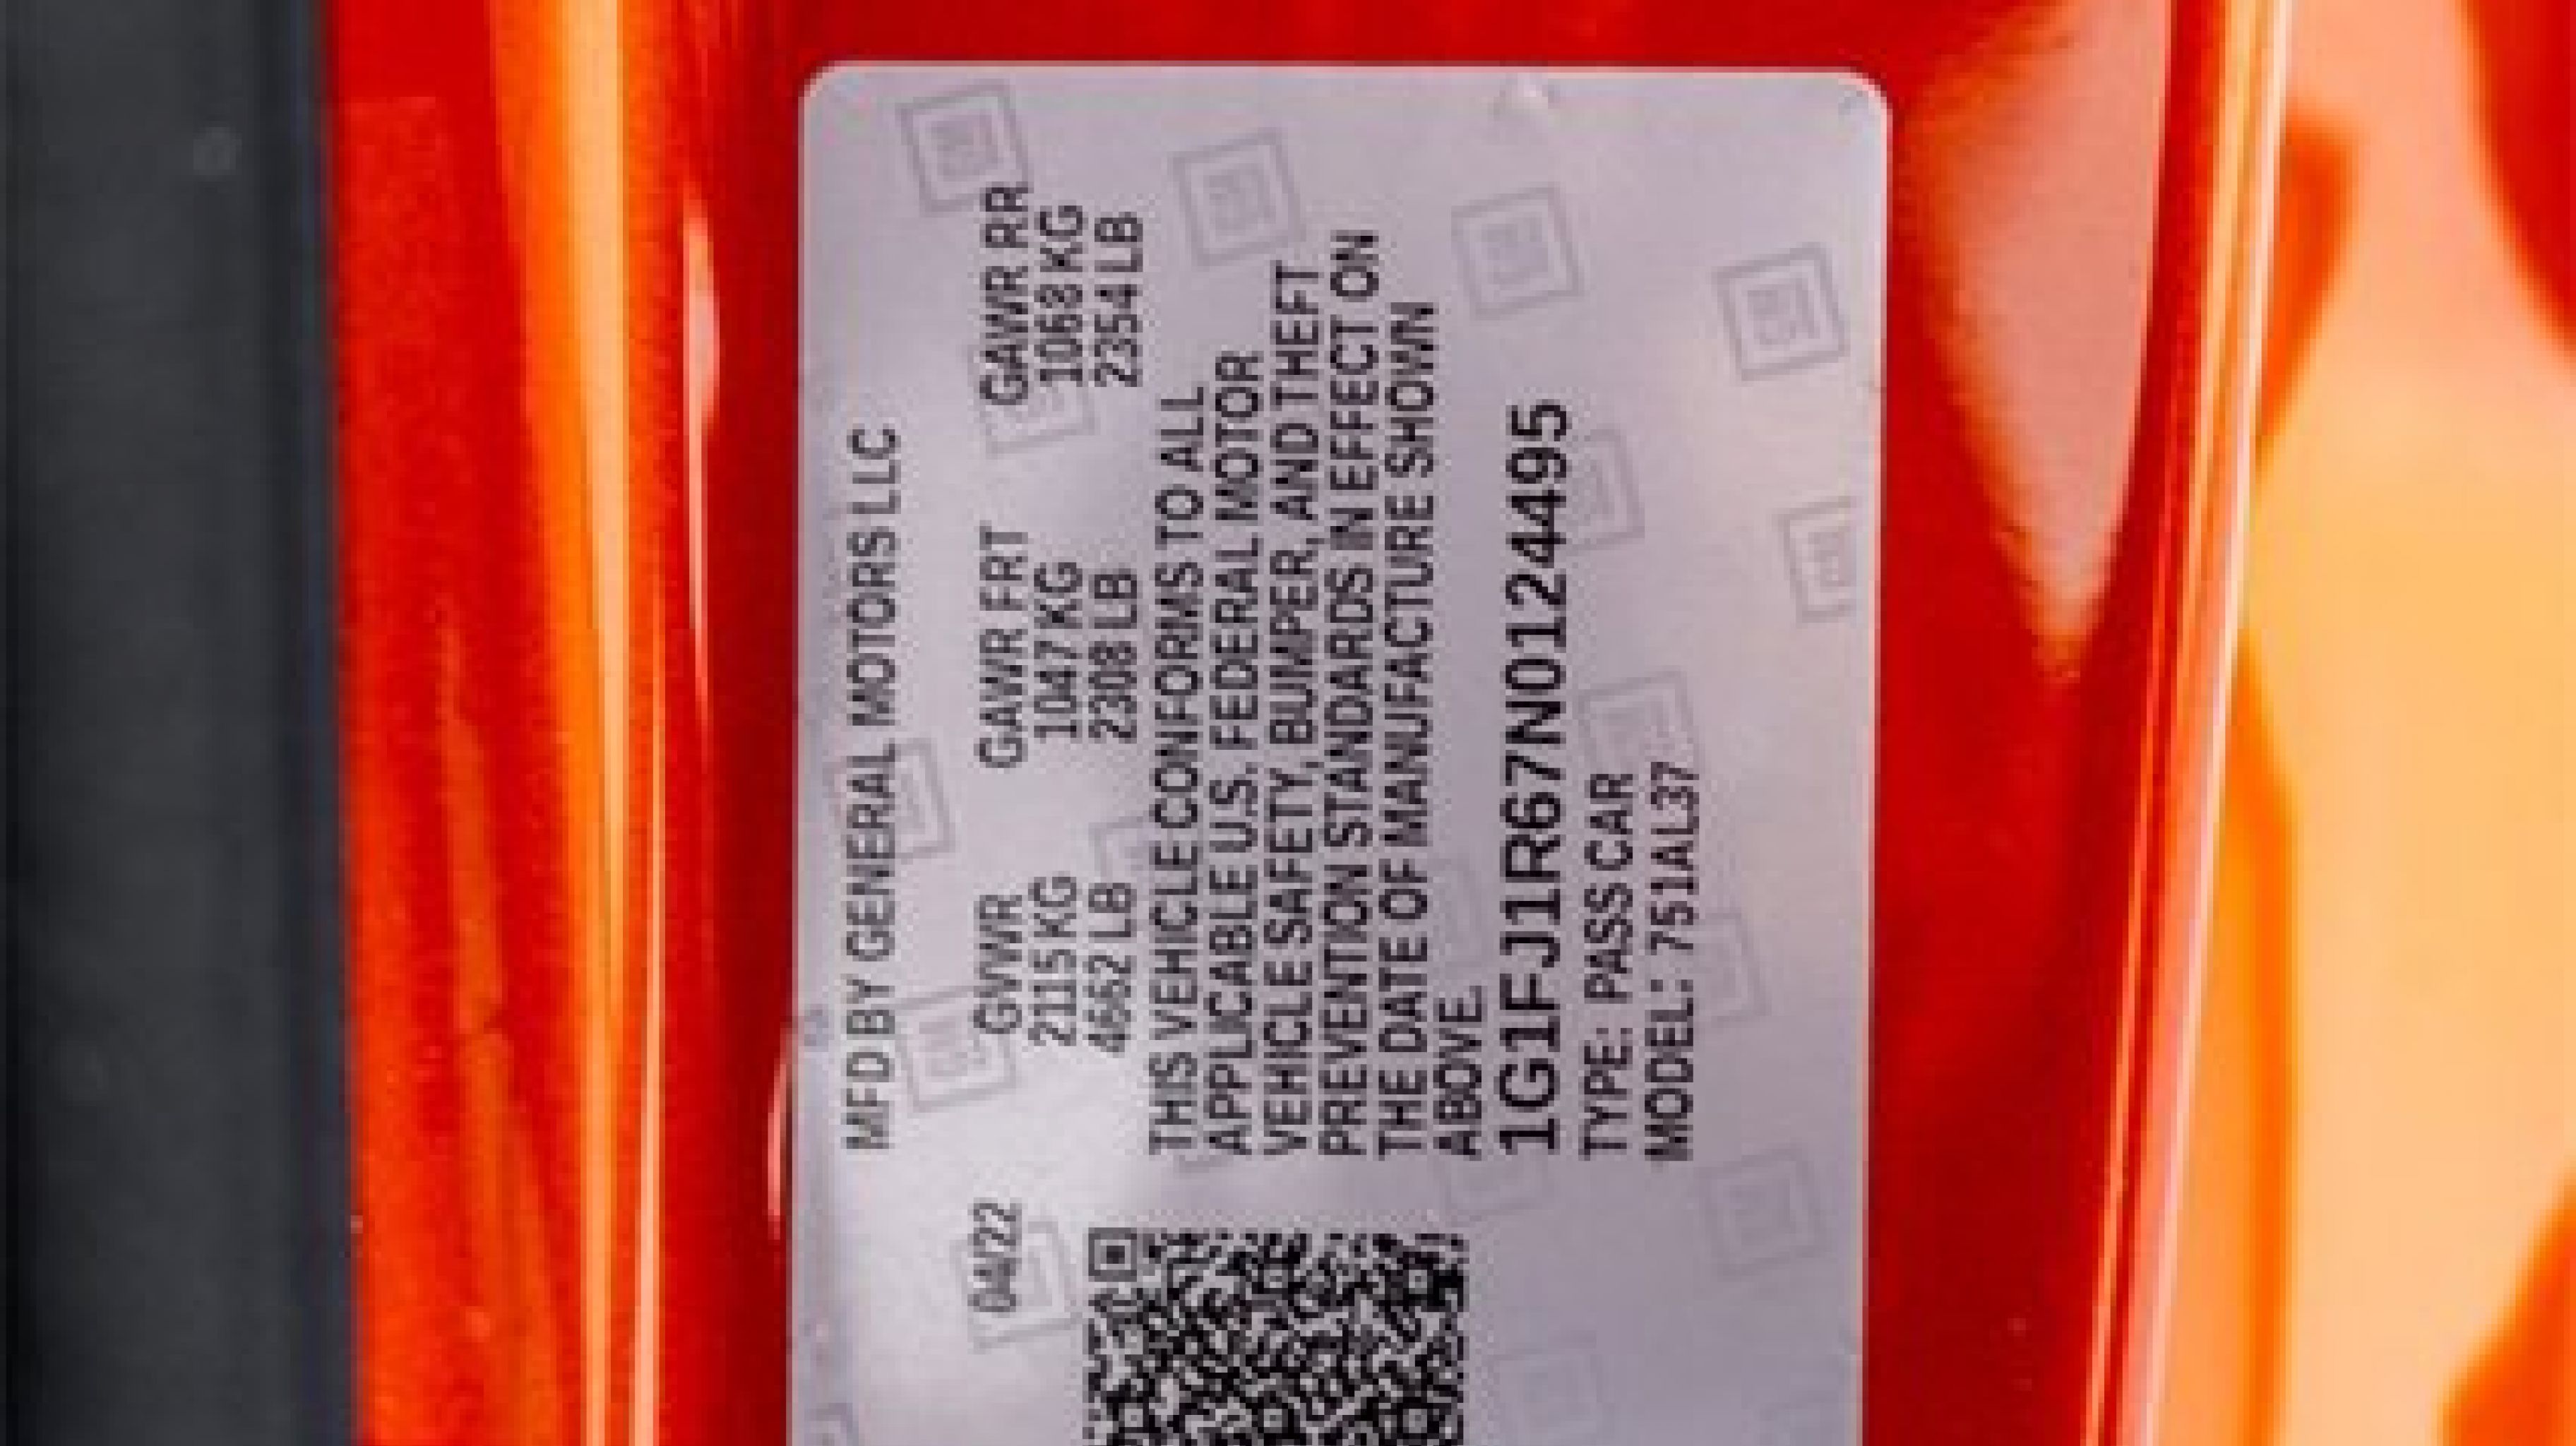 MFD BY GENERAL MOTORS LLC
04/22 GVWR GAWR FRT GAWR RR
2115 KG 1047 KG 1068 KG
4662 LB 2308 LB 2354 LB
THIS VEHICLE CONFORMS TO ALL
APPLICABLE U.S. FEDERAL MOTOR
VEHICLE SAFETY, BUMPER, AND THEFT
PREVENTION STANDARDS IN EFFECT ON
THE DATE OF MANUFACTURE SHOWN
ABOVE.
1G1FJ1R67N0124495
TYPE: PASS CAR
MODEL: 751AL37